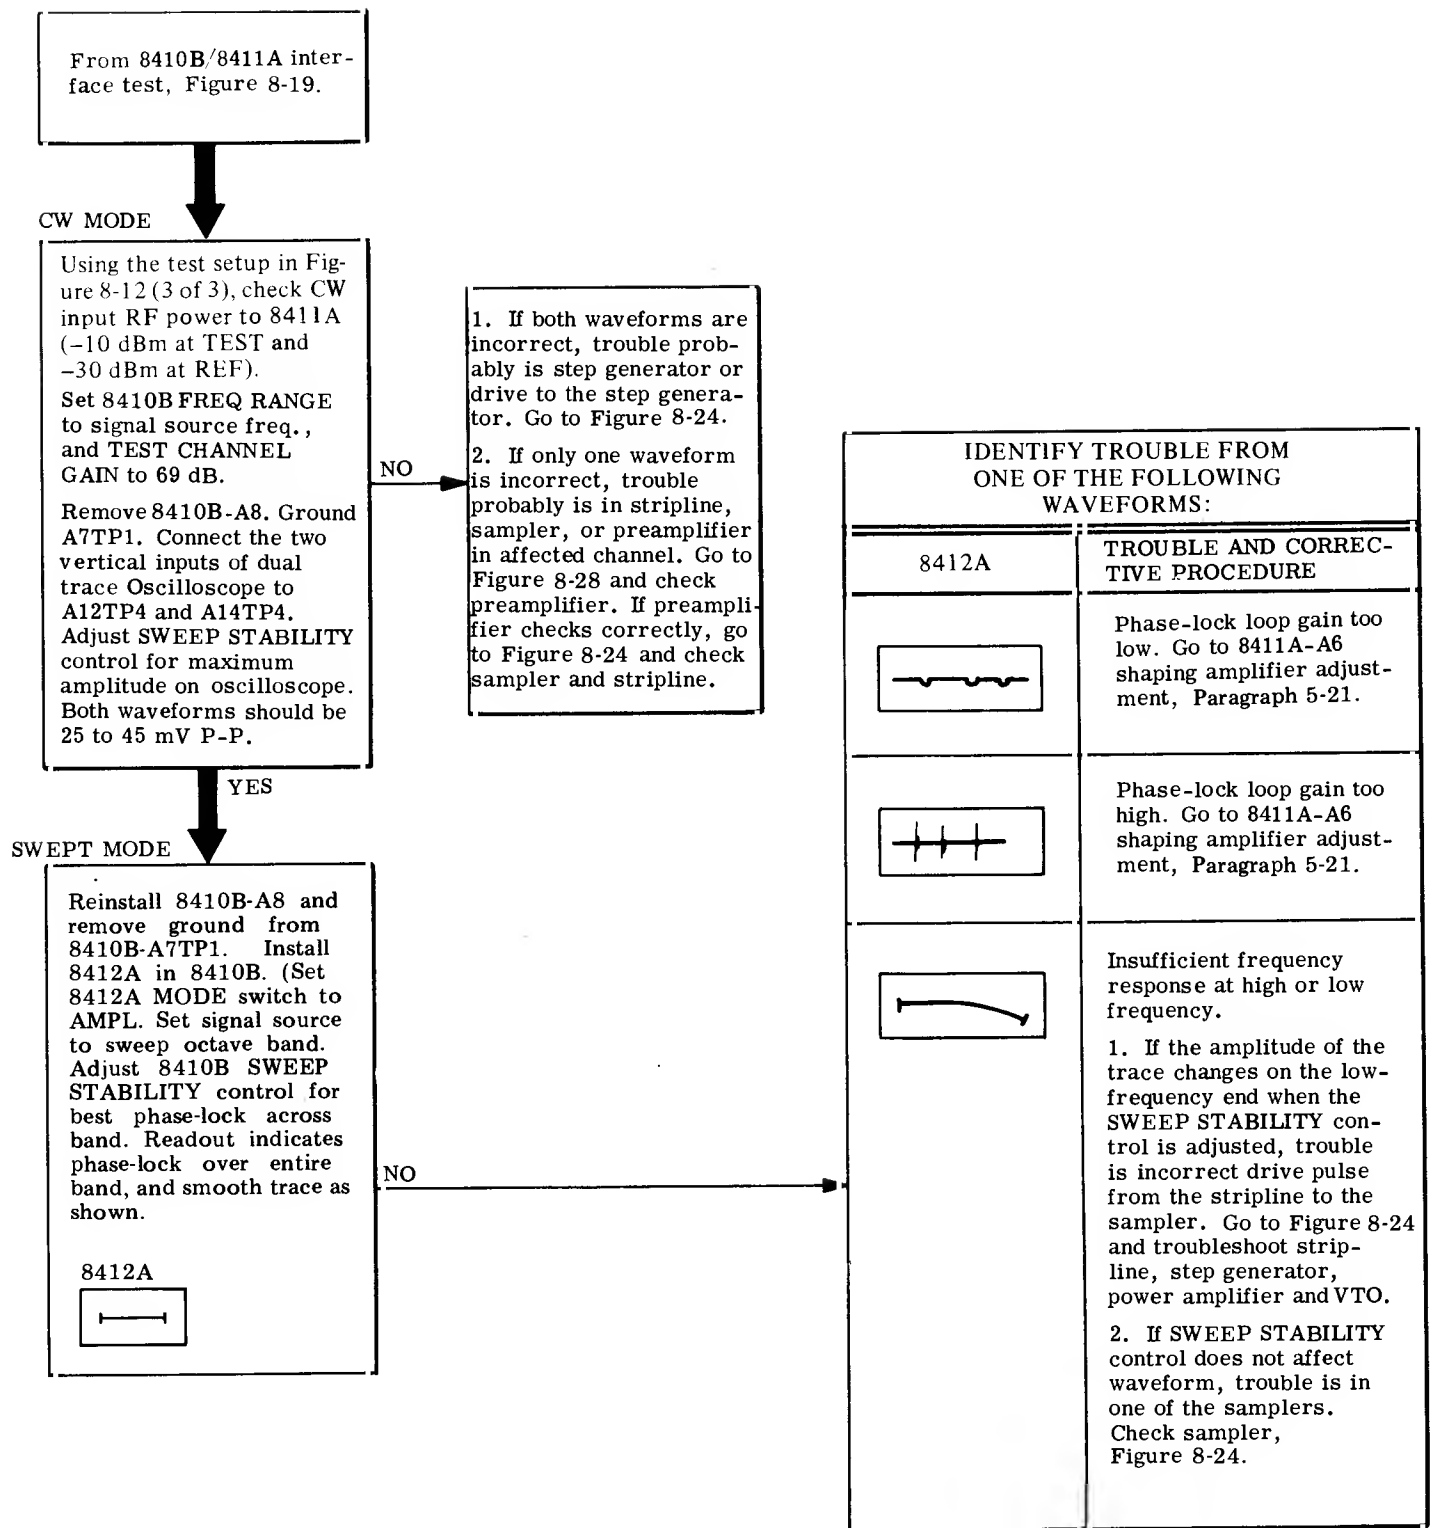 From 8410B/8411A inter-
face test, Figure 8-19.
CW MODE
Using the test setup in Fig-
ure 8-12 (3 of 3), check CW
input RF power to 8411A
(-10 dBm at TEST and
-30 dBm at REF).
Set 8410B FREQ RANGE
to signal source freq.,
and TEST CHANNEL
GAIN to 69 dB.
Remove 8410B-A8. Ground
A7TP1. Connect the two
vertical inputs of dual
trace Oscilloscope to
A12TP4 and A14TP4.
Adjust SWEEP STABILITY
control for maximum
amplitude on oscilloscope.
Both waveforms should be
25 to 45 mV P-P.
NO
1. If both waveforms are
incorrect, trouble prob-
ably is step generator or
drive to the step genera-
tor. Go to Figure 8-24.
2. If only one waveform
is incorrect, trouble
probably is in stripline,
sampler, or preamplifier
in affected channel. Go to
Figure 8-28 and check
preamplifier. If preampli-
fier checks correctly, go
to Figure 8-24 and check
sampler and stripline.
YES
SWEPT MODE
Reinstall 8410B-A8 and
remove ground from
8410B-A7TP1. Install
8412A in 8410B. (Set
8412A MODE switch to
AMPL. Set signal source
to sweep octave band.
Adjust 8410B SWEEP
STABILITY control for
best phase-lock across
band. Readout indicates
phase-lock over entire
band, and smooth trace as
shown.
8412A
NO
IDENTIFY TROUBLE FROM
ONE OF THE FOLLOWING
WAVEFORMS:
8412A
TROUBLE AND CORREC-
TIVE PROCEDURE
Phase-lock loop gain too
low. Go to 8411A-A6
shaping amplifier adjust-
ment, Paragraph 5-21.
Phase-lock loop gain too
high. Go to 8411A-A6
shaping amplifier adjust-
ment, Paragraph 5-21.
Insufficient frequency
response at high or low
frequency.
1. If the amplitude of the
trace changes on the low-
frequency end when the
SWEEP STABILITY con-
trol is adjusted, trouble
is incorrect drive pulse
from the stripline to the
sampler. Go to Figure 8-24
and troubleshoot strip-
line, step generator,
power amplifier and VTO.
2. If SWEEP STABILITY
control does not affect
waveform, trouble is in
one of the samplers.
Check sampler,
Figure 8-24.